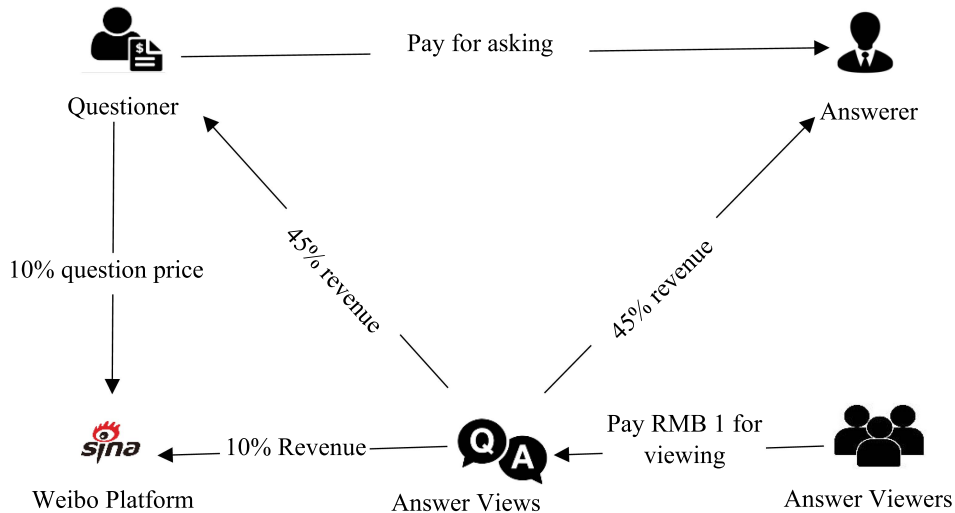 Pay for asking
$
Questioner
Answerer
45% revenue
45% revenue
10% question price
sina
Q
A
10% Revenue
Pay RMB 1 for
viewing
Weibo Platform
Answer Views
Answer Viewers